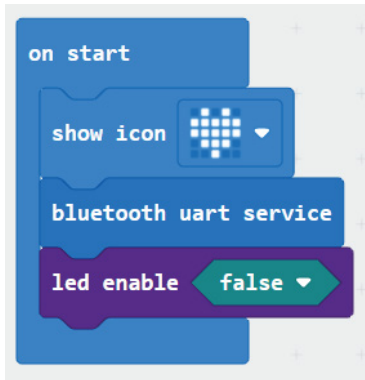 on start
show icon
bluetooth uart service
led enable false